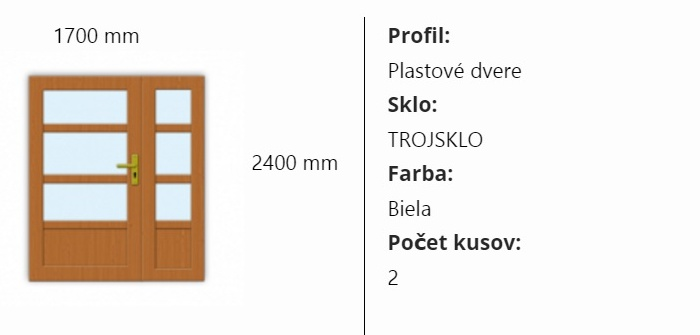 1700 mm
2400 mm
Profil:
Plastové dvere
Sklo:
TROJSKLO
Farba:
Biela
Počet kusov:
2